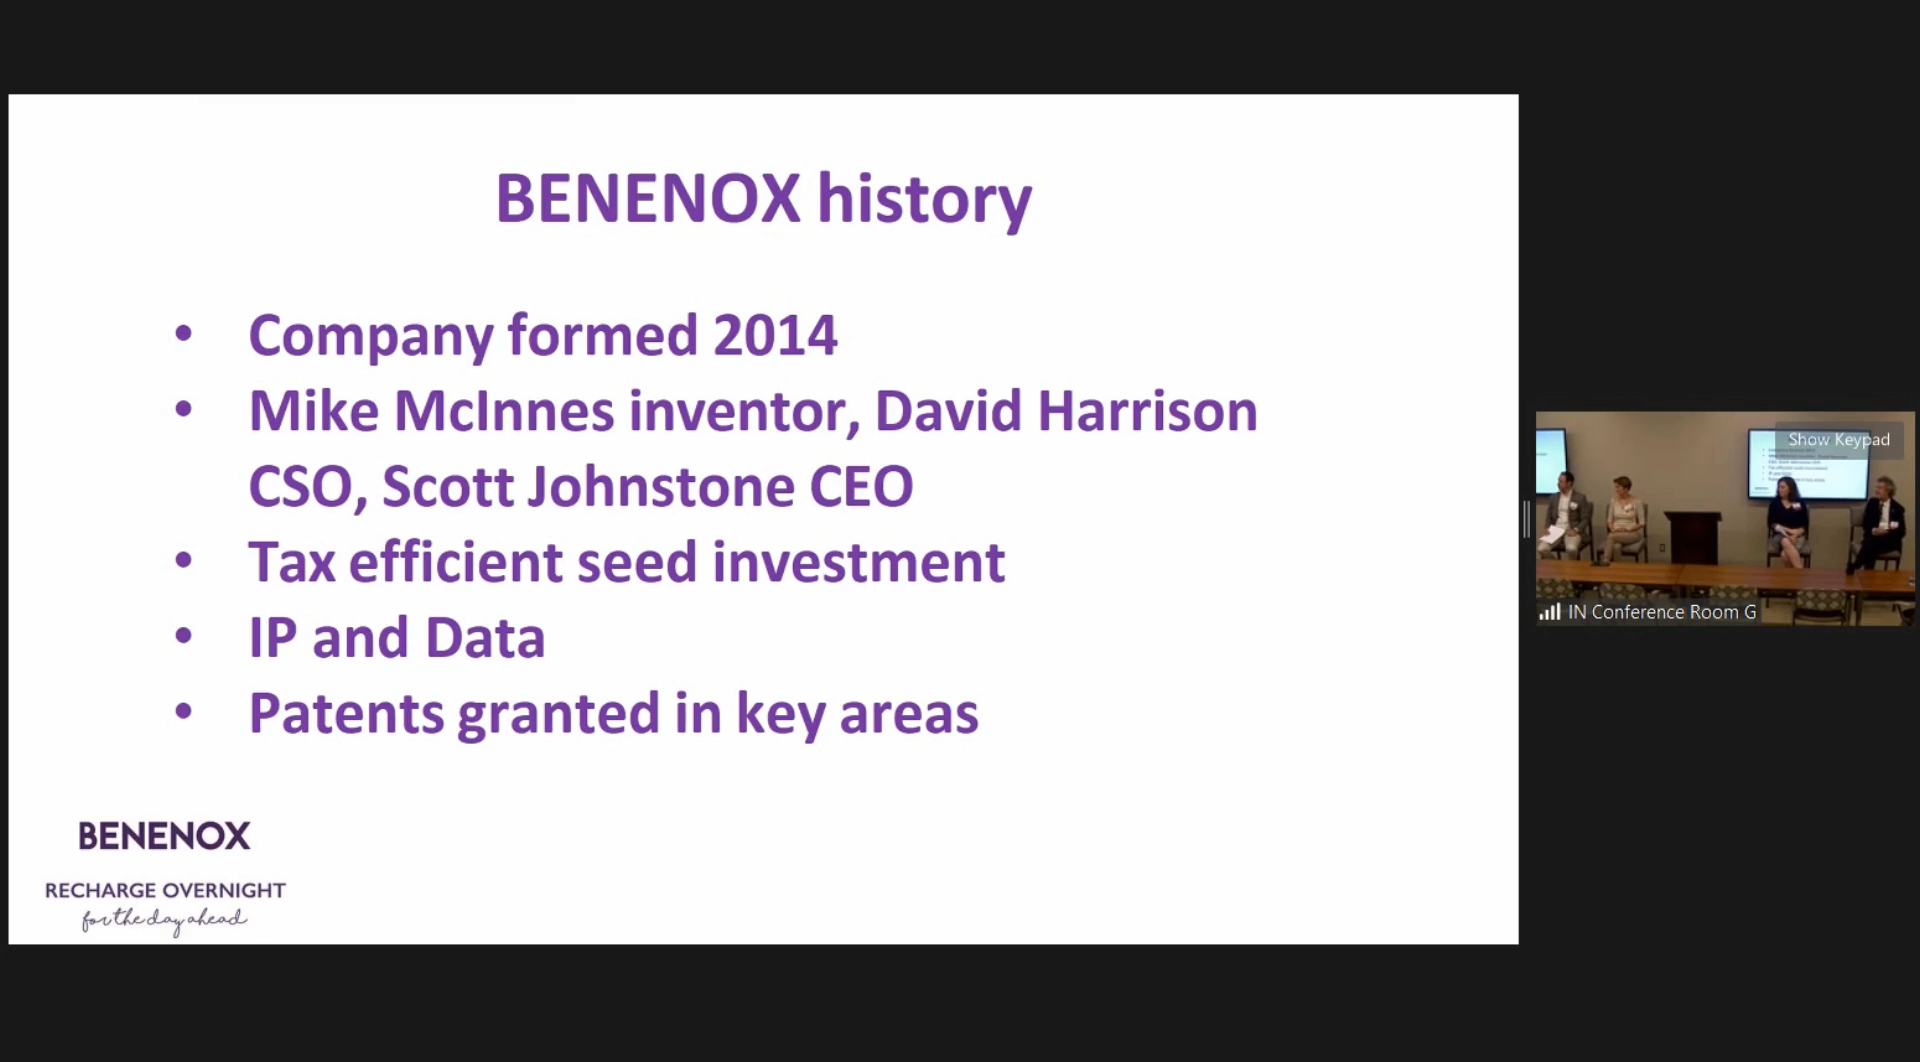 BENENOX history
• Company formed 2014
• Mike McInnes inventor, David Harrison
CSO, Scott Johnstone CEO
• Tax efficient seed investment
• IP and Data
• Patents granted in key areas
BENENOX
RECHARGE OVERNIGHT
for the day ahead
Show Keypad
IN Conference Room G